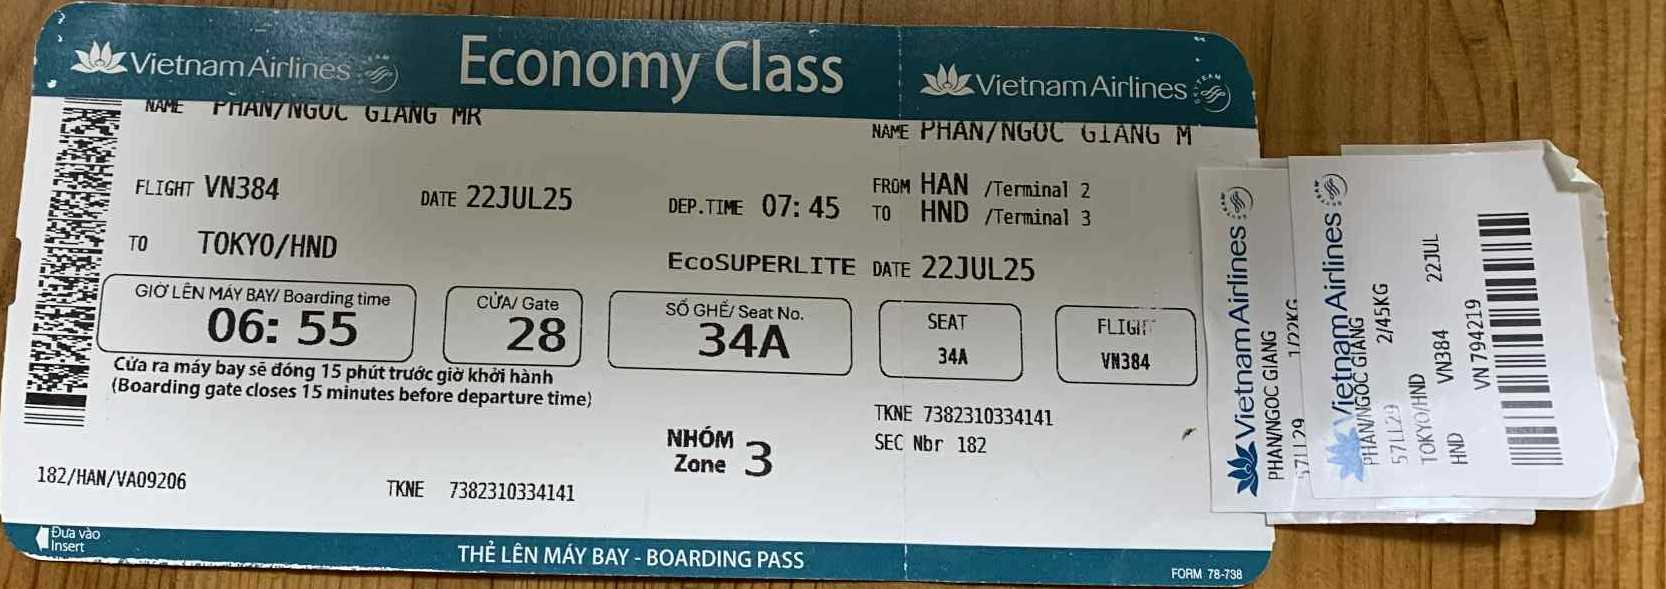 Vietnam Airlines
Economy Class
Vietnam Airlines
NAME PHAN/NGOC GIANG MR
FLIGHT VN384
DATE 22JUL25
DEP.TIME 07:45
TO TOKYO/HND
EcoSUPERLITE
GIỜ LÊN MÁY BAY/ Boarding time
06:55
CỬA/ Gate
28
SỐ GHẾ/ Seat No.
34A
Cửa ra máy bay sẽ đóng 15 phút trước giờ khởi hành
(Boarding gate closes 15 minutes before departure time)
NHÓM
Zone 3
182/HAN/VA09206
TKNE 7382310334141
Đưa vào
Insert
THẺ LÊN MÁY BAY - BOARDING PASS
NAME PHAN/NGOC GIANG M
FROM HAN /Terminal 2
TO HND /Terminal 3
DATE 22JUL25
SEAT
34A
FLIGHT
VN384
TKNE 7382310334141
SEC Nbr 182
FORM 78-738
Vietnam Airlines
PHAN/NGOC GIANG
Vietnam Airlines
PHAN/NGOC GIANG
57LL29 2/45KG
TOKYO/HND
HND VN384 22JUL
VN 794219